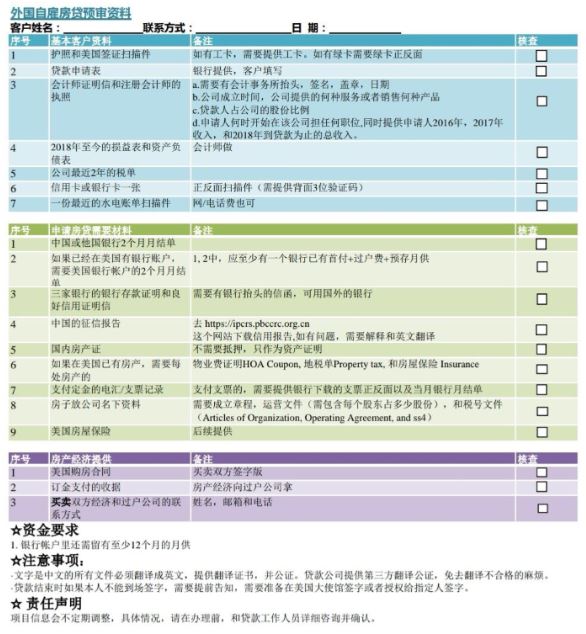 外国自雇房贷预审资料
客户姓名：联系方式：日 期：
序号 基本客户资料 备注 核查
1 护照和美国签证扫描件 如有工卡，需要提供工卡。如有绿卡需要绿卡正反面
2 贷款申请表 银行提供，客户填写
3 会计师证明信和注册会计师的执照 a.需要有会计事务所抬头，签名，盖章，日期
b.公司成立时间，公司提供的何种服务或者销售何种产品
c.贷款人占公司的股份比例
d.申请人何时开始在该公司担任何职位,同时提供申请人2016年，2017年收入，和2018年到贷款为止的总收入。
4 2018年至今的损益表和资产负债表 会计师做
5 公司最近2年的税单
6 信用卡或银行卡一张 正反面扫描件（需提供背面3位验证码）
7 一份最近的水电账单扫描件 网/电话费也可
序号 申请房贷需要材料 备注 核查
1 中国或他国银行2个月月结单
2 如果已经在美国有银行账户，需要美国银行帐户的2个月月结单 1, 2中，应至少有一个银行已有首付+过户费+预存月供
3 三家银行的银行存款证明和良好信用证明信 需要有银行抬头的信函，可用国外的银行
4 中国的征信报告 去 https://ipcrs.pbccrc.org.cn
这个网站下载信用报告,如有问题，需要解释和英文翻译
5 国内房产证 不需要抵押，只作为资产证明
6 如果在美国已有房产，需要每处房产的 物业费证明HOA Coupon, 地税单Property tax, 和房屋保险 Insurance
7 支付定金的电汇/支票记录 支付支票的，需要提供银行下载的支票正反面以及当月银行月结单
8 房子放公司名下资料 需要成立章程，运营文件（需包含每个股东占多少股份），和税号文件（Articles of Organization, Operating Agreement, and ss4）
9 美国房屋保险 后续提供
序号 房产经济提供 备注 核查
1 美国购房合同 买卖双方签字版
2 订金支付的收据 房产经济向过户公司拿
3 买卖双方经济和过户公司的联系方式 姓名，邮箱和电话
☆资金要求
1. 银行帐户里还需留有至少12个月的月供
☆注意事项：
·文字是中文的所有文件必须翻译成英文，提供翻译证书，并公证。贷款公司提供第三方翻译公证，免去翻译不合格的麻烦。
·贷款结束时如果本人不能到场签字，需要提前告知，需要准备在美国大使馆签字或者授权给指定人签字。
☆ 责任声明
项目信息会不定期调整，具体情况，请在办理前，和贷款工作人员详细咨询并确认。